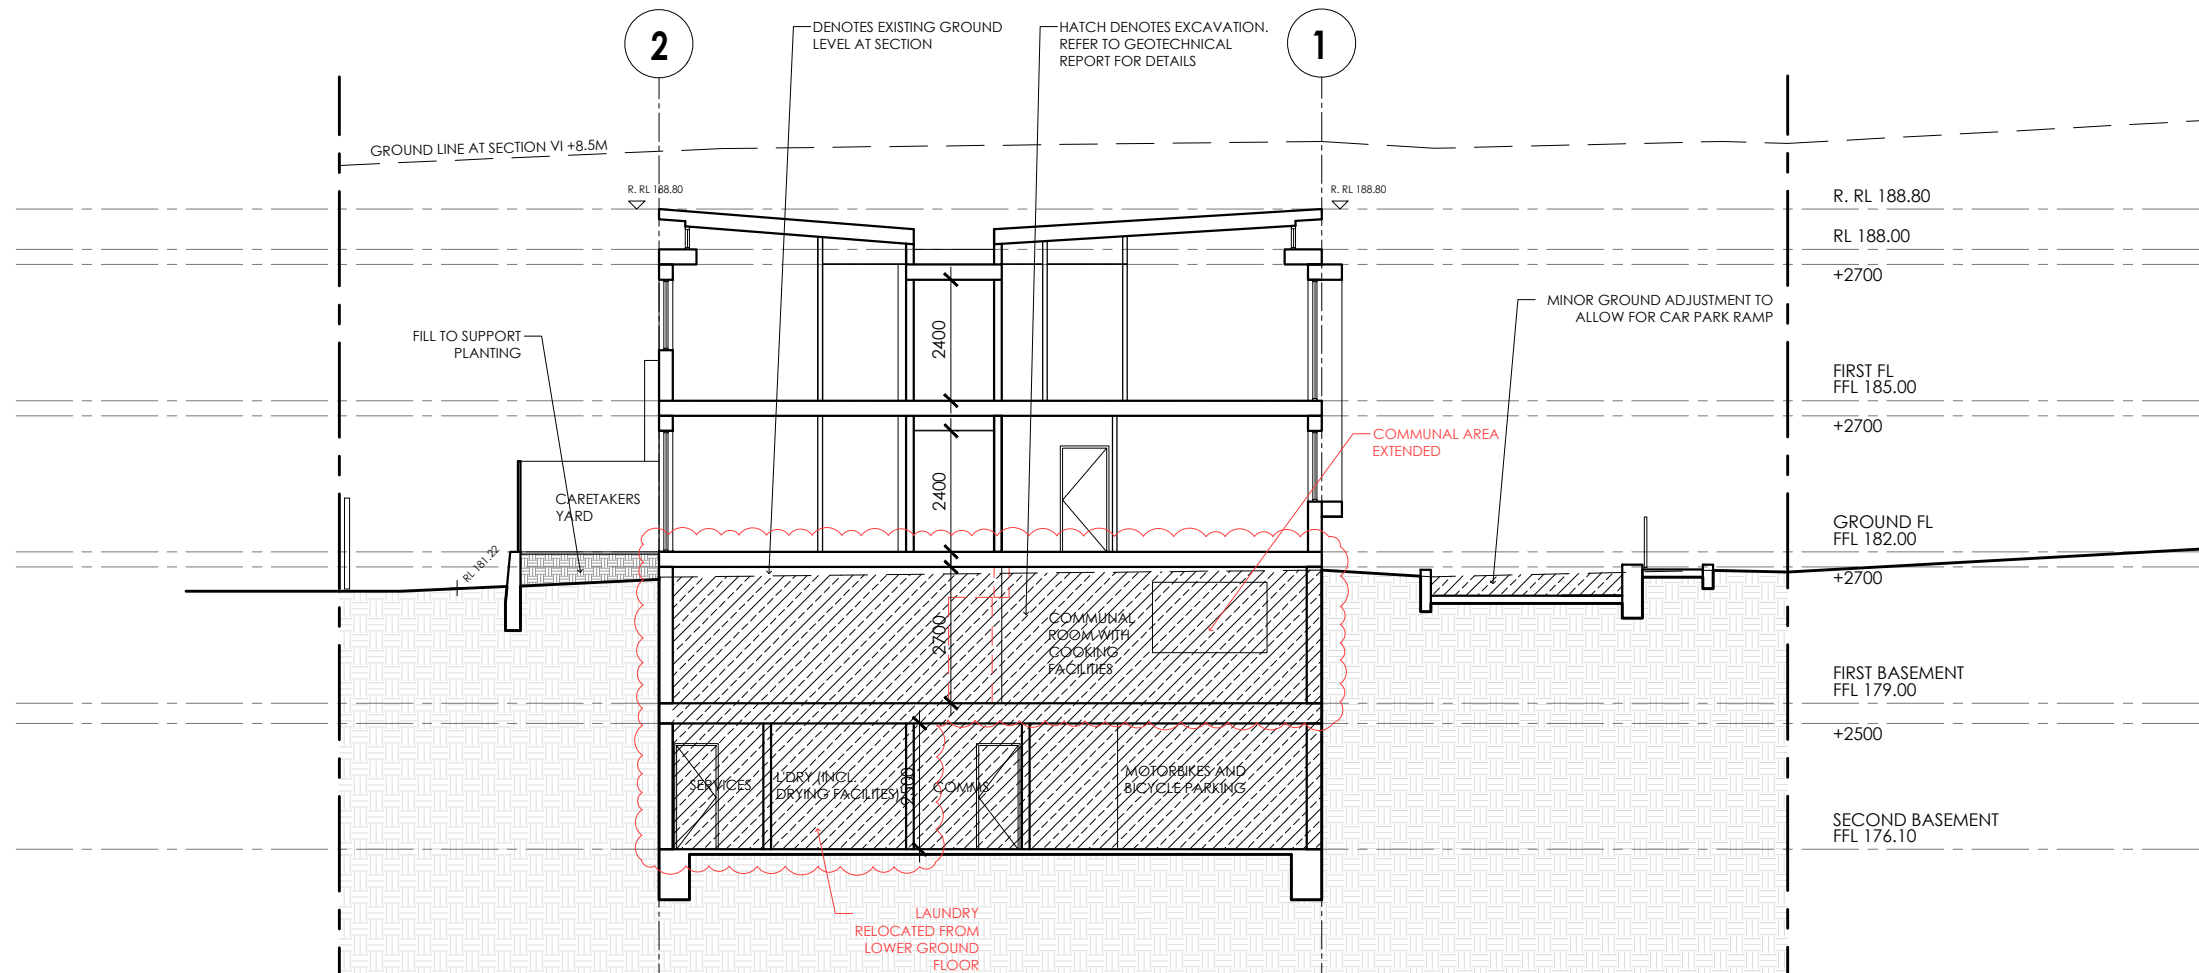 2
1
DENOTES EXISTING GROUND
LEVEL AT SECTION
HATCH DENOTES EXCAVATION.
REFER TO GEOTECHNICAL
REPORT FOR DETAILS
GROUND LINE AT SECTION VI +8.5M
R. RL 188.80
R. RL 188.80
R. RL 188.80
RL 188.00
+2700
MINOR GROUND ADJUSTMENT TO
ALLOW FOR CAR PARK RAMP
FILL TO SUPPORT
PLANTING
2400
FIRST FL
FFL 185.00
+2700
COMMUNAL AREA
EXTENDED
2400
CARETAKERS
YARD
GROUND FL
FFL 182.00
+2700
RL 181.22
2700
COMMUNAL
ROOM WITH
COOKING
FACILITIES
FIRST BASEMENT
FFL 179.00
+2500
SERVICES
L'DRY (INCL.
DRYING FACILITES)
2500
COMMS
MOTORBIKES AND
BICYCLE PARKING
SECOND BASEMENT
FFL 176.10
LAUNDRY
RELOCATED FROM
LOWER GROUND
FLOOR